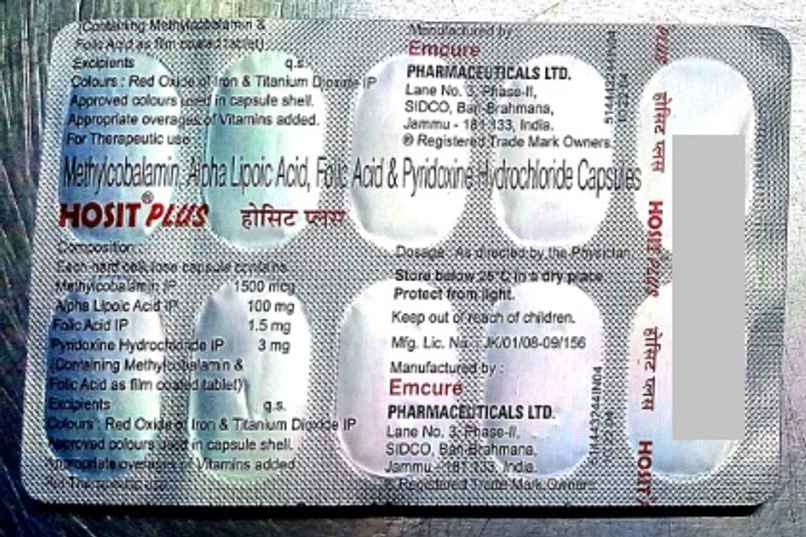 (Containing Methylcobalamin &
Folic Acid as film coated tablet)
Excipients q.s.
Colours : Red Oxide of Iron & Titanium Dioxide IP
Approved colours used in capsule shell.
Appropriate overages of Vitamins added.
For Therapeutic use
Manufactured by
Emcure
PHARMACEUTICALS LTD.
Lane No. 3, Phase-II,
SIDCO, Bari-Brahmana,
Jammu - 181 133, India.
® Registered Trade Mark Owners
Methylcobalamin, Alpha Lipoic Acid, Folic Acid & Pyridoxine Hydrochloride Capsules
HOSIT® PLUS होसिट प्लस
Composition :
Each hard cellulose capsule contains
Methylcobalamin IP 1500 mcg
Alpha Lipoic Acid IP 100 mg
Folic Acid IP 1.5 mg
Pyridoxine Hydrochloride IP 3 mg
(Containing Methylcobalamin &
Folic Acid as film coated tablet)
Excipients q.s.
Colours : Red Oxide of Iron & Titanium Dioxide IP
Approved colours used in capsule shell.
Appropriate overages of Vitamins added.
For Therapeutic use
Dosage : As directed by the Physician.
Store below 25°C in a dry place
Protect from light.
Keep out of reach of children.
Mfg. Lic. No. : JK/01/08-09/156
Manufactured by :
Emcure
PHARMACEUTICALS LTD.
Lane No. 3, Phase-II,
SIDCO, Bari-Brahmana,
Jammu - 181 133, India.
® Registered Trade Mark Owners
PLUS होसिट प्लस HOSIT PLUS होसिट प्लस HOSIT